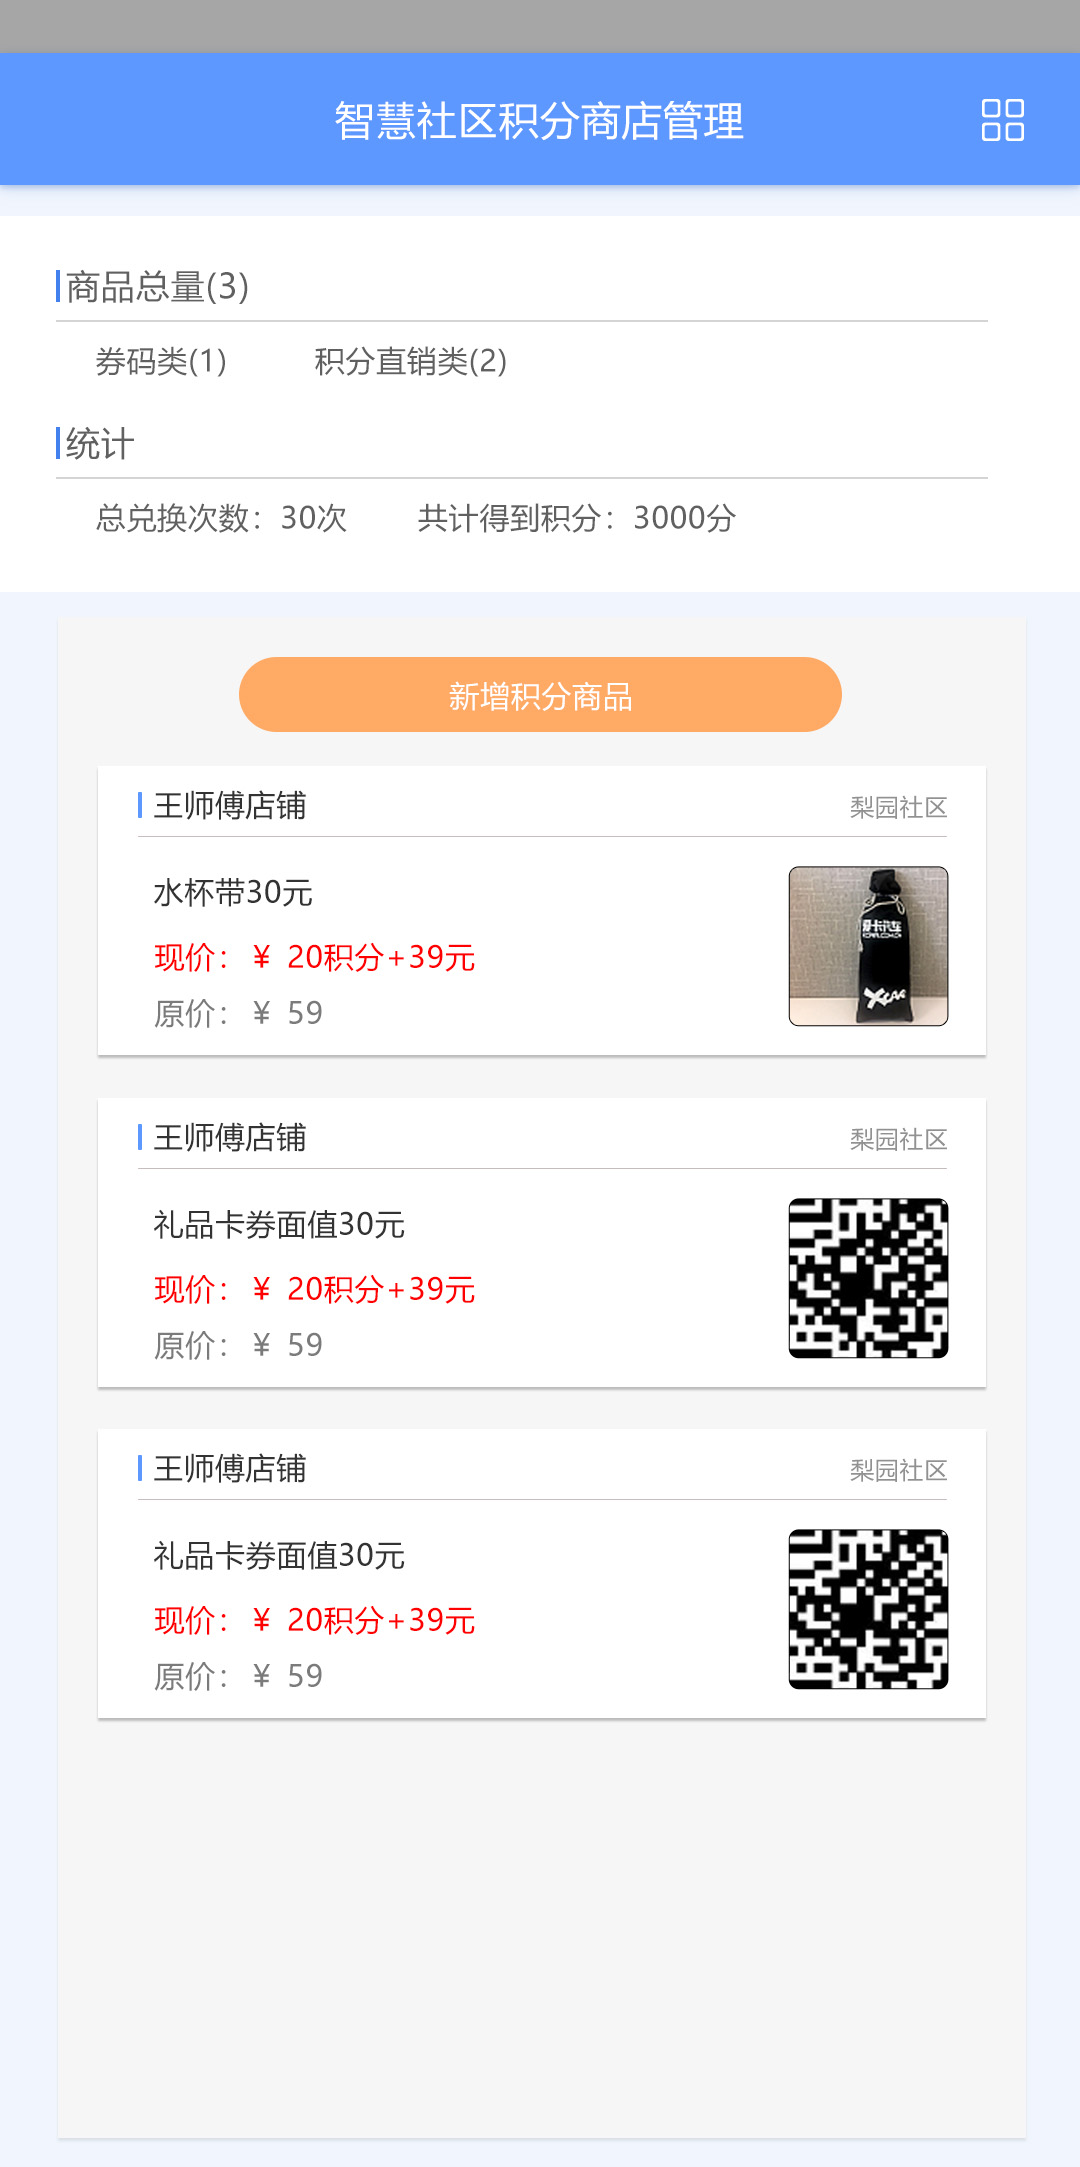 智慧社区积分商店管理
商品总量(3)
券码类(1) 积分直销类(2)
统计
总兑换次数：30次 共计得到积分：3000分
新增积分商品
王师傅店铺 梨园社区
水杯带30元
现价：￥ 20积分+39元
原价：￥ 59
王师傅店铺 梨园社区
礼品卡券面值30元
现价：￥ 20积分+39元
原价：￥ 59
王师傅店铺 梨园社区
礼品卡券面值30元
现价：￥ 20积分+39元
原价：￥ 59